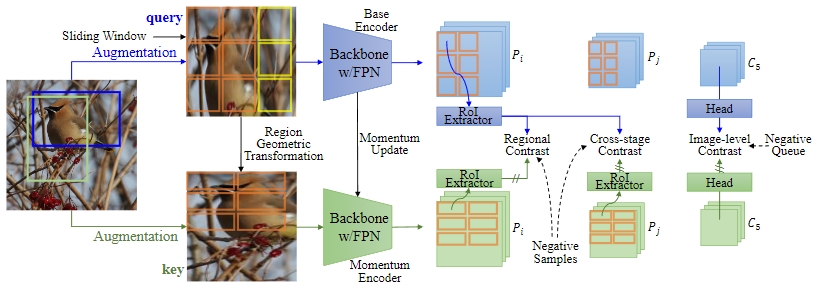 query
Sliding Window
Augmentation
Base
Encoder
Backbone
w/FPN
P_i
P_j
C_5
RoI
Extractor
Head
Region
Geometric
Transformation
Momentum
Update
Regional
Contrast
Cross-stage
Contrast
Image-level
Contrast
Negative
Queue
RoI
Extractor
RoI
Extractor
Head
Backbone
w/FPN
Momentum
Encoder
Augmentation
key
P_i
P_j
C_5
Negative
Samples